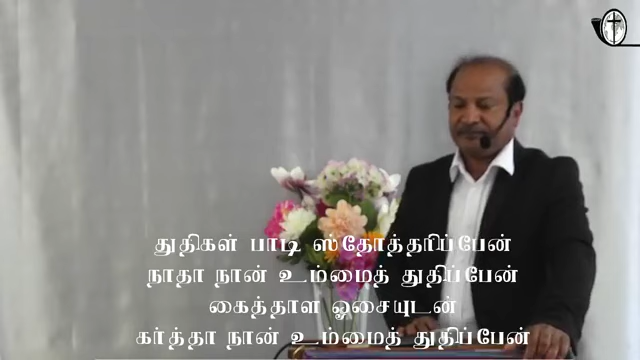 துதிகள் பாடி ஸ்தோத்தரிப்பேன்
நாதா நான் உம்மைத் துதிப்பேன்
கைத்தாள ஓசையுடன்
கர்த்தா நான் உம்மைத் துதிப்பேன்